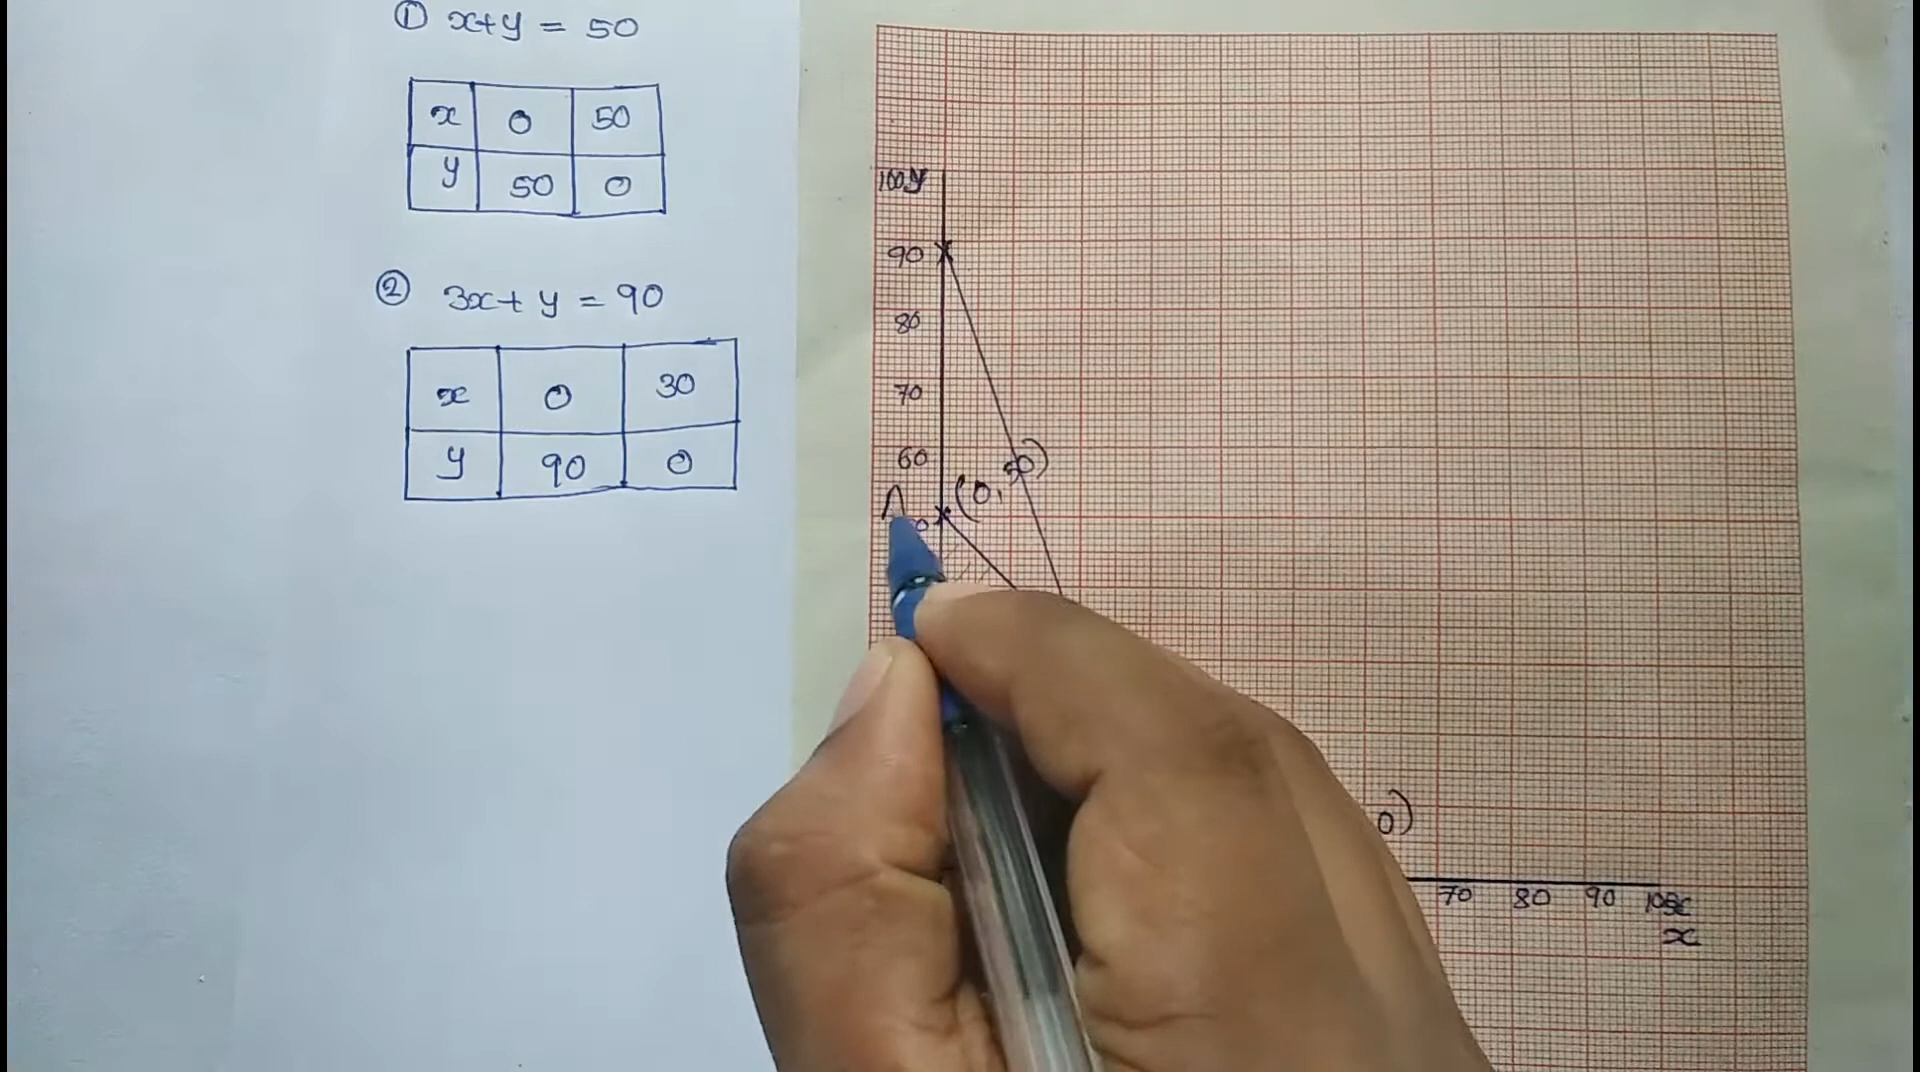 ① x+y = 50
x 0 50
y 50 0
② 3x+y = 90
x 0 30
y 90 0
100 y
90
80
70
60
(0, 50)
A
0)
70 80 90 100
x